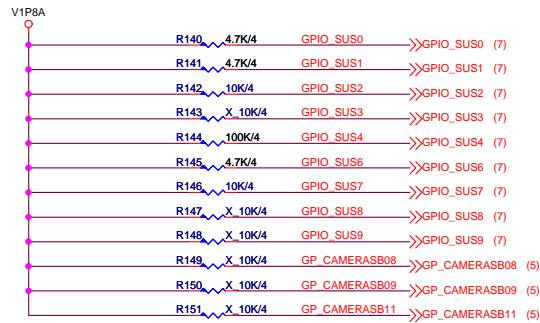 V1P8A
R140 4.7K/4 GPIO_SUS0 GPIO_SUS0 (7)
R141 4.7K/4 GPIO_SUS1 GPIO_SUS1 (7)
R142 10K/4 GPIO_SUS2 GPIO_SUS2 (7)
R143 X_10K/4 GPIO_SUS3 GPIO_SUS3 (7)
R144 100K/4 GPIO_SUS4 GPIO_SUS4 (7)
R145 4.7K/4 GPIO_SUS6 GPIO_SUS6 (7)
R146 10K/4 GPIO_SUS7 GPIO_SUS7 (7)
R147 X_10K/4 GPIO_SUS8 GPIO_SUS8 (7)
R148 X_10K/4 GPIO_SUS9 GPIO_SUS9 (7)
R149 X_10K/4 GP_CAMERASB08 GP_CAMERASB08 (5)
R150 X_10K/4 GP_CAMERASB09 GP_CAMERASB09 (5)
R151 X_10K/4 GP_CAMERASB11 GP_CAMERASB11 (5)